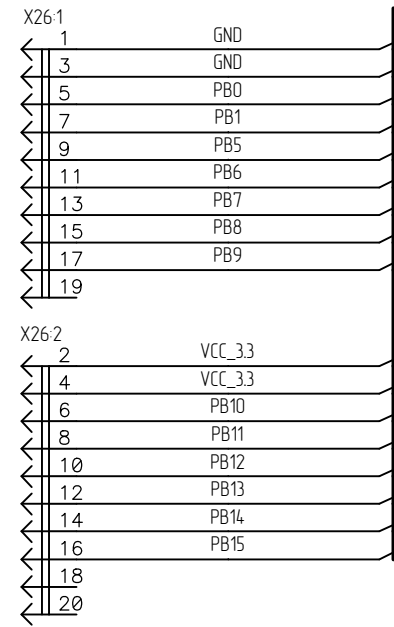 X26:1
1 GND
3 GND
5 PB0
7 PB1
9 PB5
11 PB6
13 PB7
15 PB8
17 PB9
19
X26:2
2 VCC_3.3
4 VCC_3.3
6 PB10
8 PB11
10 PB12
12 PB13
14 PB14
16 PB15
18
20